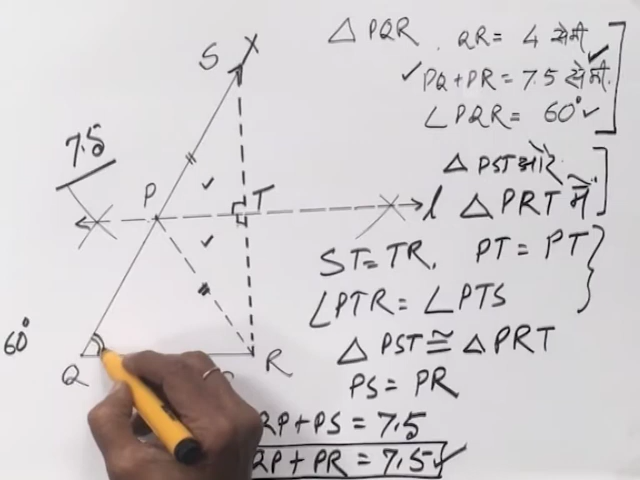 △ PQR . QR = 4 सेमी
PQ+PR = 7.5 सेमी.
∠PQR = 60°
△ PST और
△ PRT में
ST = TR, PT = PT
∠PTR = ∠PTS
△ PST ≅ △ PRT
PS = PR
QP + PS = 7.5
QP + PR = 7.5
S X
7.5
P
T
l
60°
Q
R